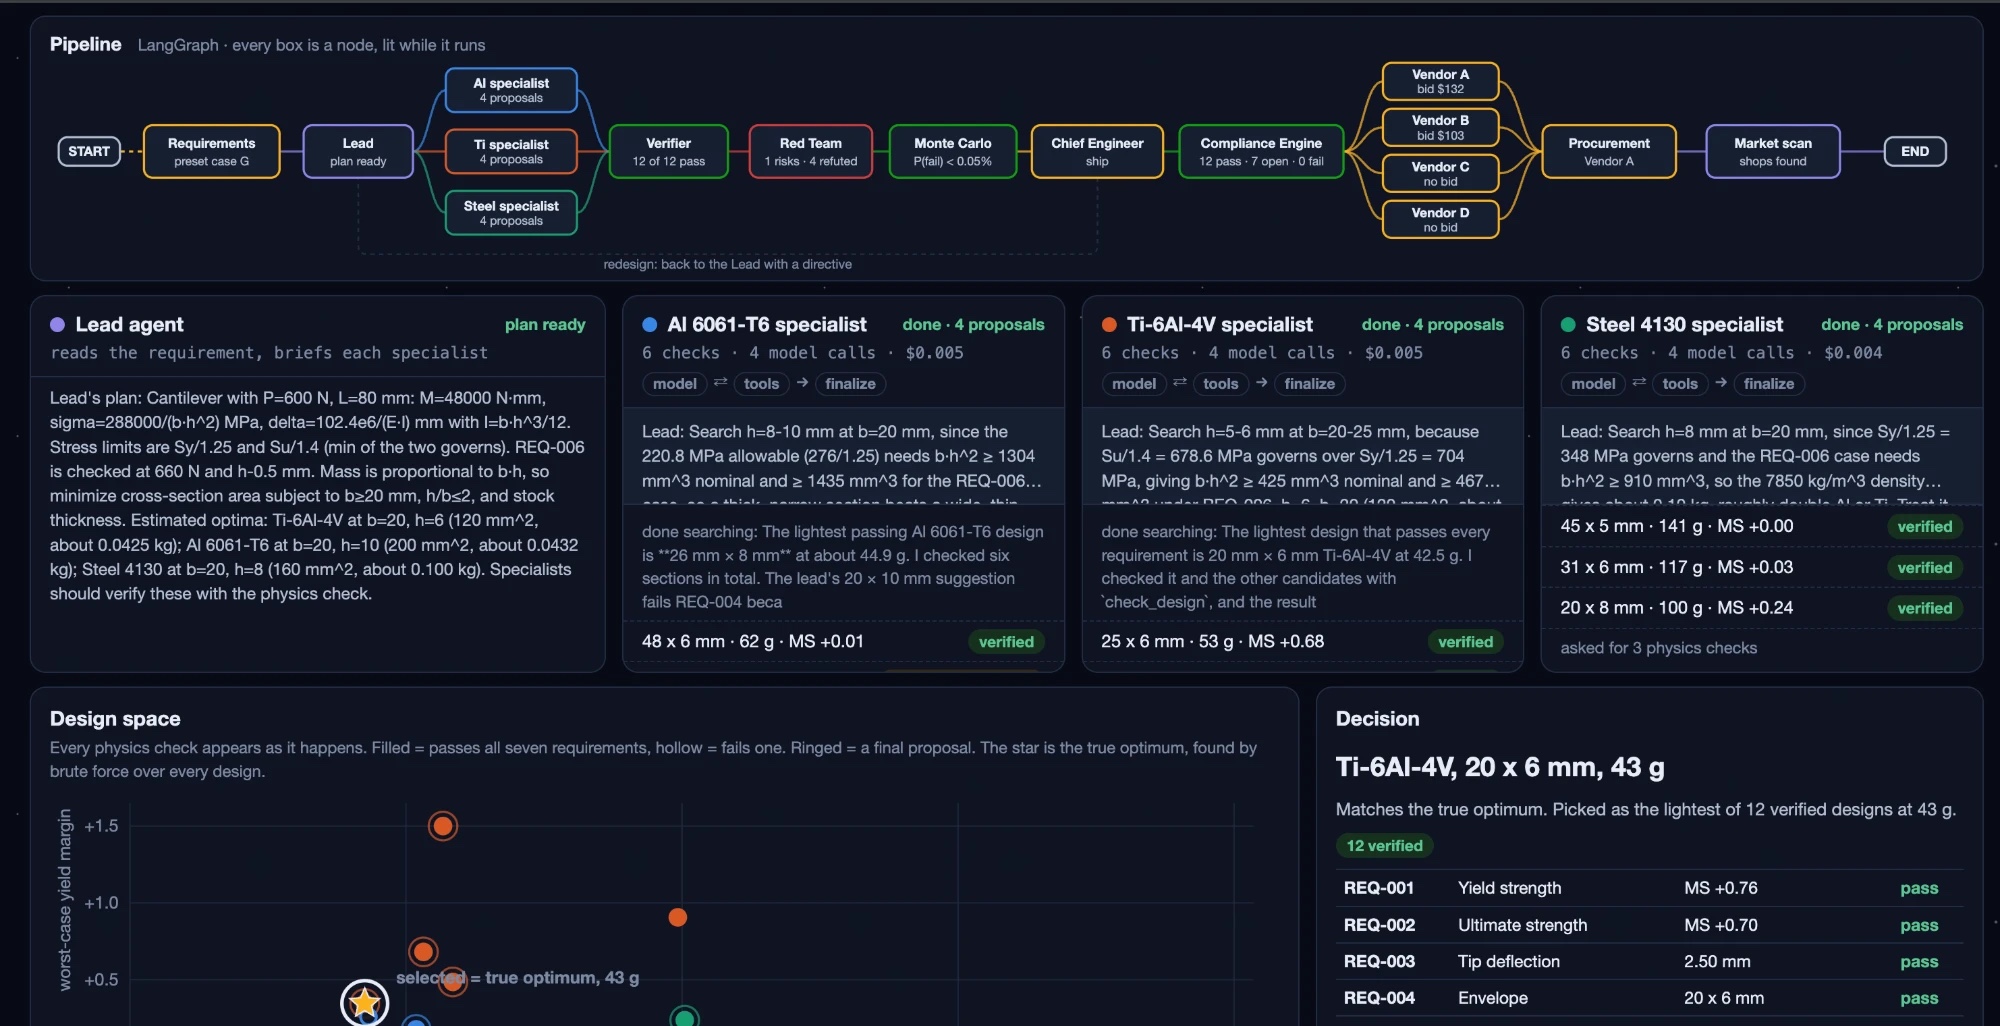 Pipeline LangGraph · every box is a node, lit while it runs
START
Requirements
preset case G
Lead
plan ready
Al specialist
4 proposals
Ti specialist
4 proposals
Steel specialist
4 proposals
Verifier
12 of 12 pass
Red Team
1 risks · 4 refuted
Monte Carlo
P(fail) < 0.05%
Chief Engineer
ship
Compliance Engine
12 pass · 7 open · 0 fail
Vendor A
bid $132
Vendor B
bid $103
Vendor C
no bid
Vendor D
no bid
Procurement
Vendor A
Market scan
shops found
END
redesign: back to the Lead with a directive
Lead agent plan ready
reads the requirement, briefs each specialist
Lead's plan: Cantilever with P=600 N, L=80 mm: M=48000 N·mm,
sigma=288000/(b·h^2) MPa, delta=102.4e6/(E·I) mm with I=b·h^3/12.
Stress limits are Sy/1.25 and Su/1.4 (min of the two governs). REQ-006
is checked at 660 N and h-0.5 mm. Mass is proportional to b·h, so
minimize cross-section area subject to b≥20 mm, h/b≤2, and stock
thickness. Estimated optima: Ti-6Al-4V at b=20, h=6 (120 mm^2,
about 0.0425 kg); Al 6061-T6 at b=20, h=10 (200 mm^2, about 0.0432
kg); Steel 4130 at b=20, h=8 (160 mm^2, about 0.100 kg). Specialists
should verify these with the physics check.
Al 6061-T6 specialist done · 4 proposals
6 checks · 4 model calls · $0.005
model ⇄ tools → finalize
Lead: Search h=8-10 mm at b=20 mm, since the
220.8 MPa allowable (276/1.25) needs b·h^2 ≥ 1304
mm^3 nominal and ≥ 1435 mm^3 for the REQ-006…
done searching: The lightest passing Al 6061-T6 design
is **26 mm × 8 mm** at about 44.9 g. I checked six
sections in total. The lead's 20 × 10 mm suggestion
fails REQ-004 beca
48 x 6 mm · 62 g · MS +0.01 verified
Ti-6Al-4V specialist done · 4 proposals
6 checks · 4 model calls · $0.005
model ⇄ tools → finalize
Lead: Search h=5-6 mm at b=20-25 mm, because
Su/1.4 = 678.6 MPa governs over Sy/1.25 = 704
MPa, giving b·h^2 ≥ 425 mm^3 nominal and ≥ 467…
done searching: The lightest design that passes every
requirement is 20 mm × 6 mm Ti-6Al-4V at 42.5 g. I
checked it and the other candidates with
`check_design`, and the result
25 x 6 mm · 53 g · MS +0.68 verified
Steel 4130 specialist done · 4 proposals
6 checks · 4 model calls · $0.004
model ⇄ tools → finalize
Lead: Search h=8 mm at b=20 mm, since Sy/1.25 =
348 MPa governs and the REQ-006 case needs
b·h^2 ≥ 910 mm^3, so the 7850 kg/m^3 density…
45 x 5 mm · 141 g · MS +0.00 verified
31 x 6 mm · 117 g · MS +0.03 verified
20 x 8 mm · 100 g · MS +0.24 verified
asked for 3 physics checks
Design space
Every physics check appears as it happens. Filled = passes all seven requirements, hollow = fails one. Ringed = a final proposal. The star is the true optimum, found by
brute force over every design.
worst-case yield margin
+1.5
+1.0
+0.5
selected = true optimum, 43 g
Decision
Ti-6Al-4V, 20 x 6 mm, 43 g
Matches the true optimum. Picked as the lightest of 12 verified designs at 43 g.
12 verified
REQ-001 Yield strength MS +0.76 pass
REQ-002 Ultimate strength MS +0.70 pass
REQ-003 Tip deflection 2.50 mm pass
REQ-004 Envelope 20 x 6 mm pass